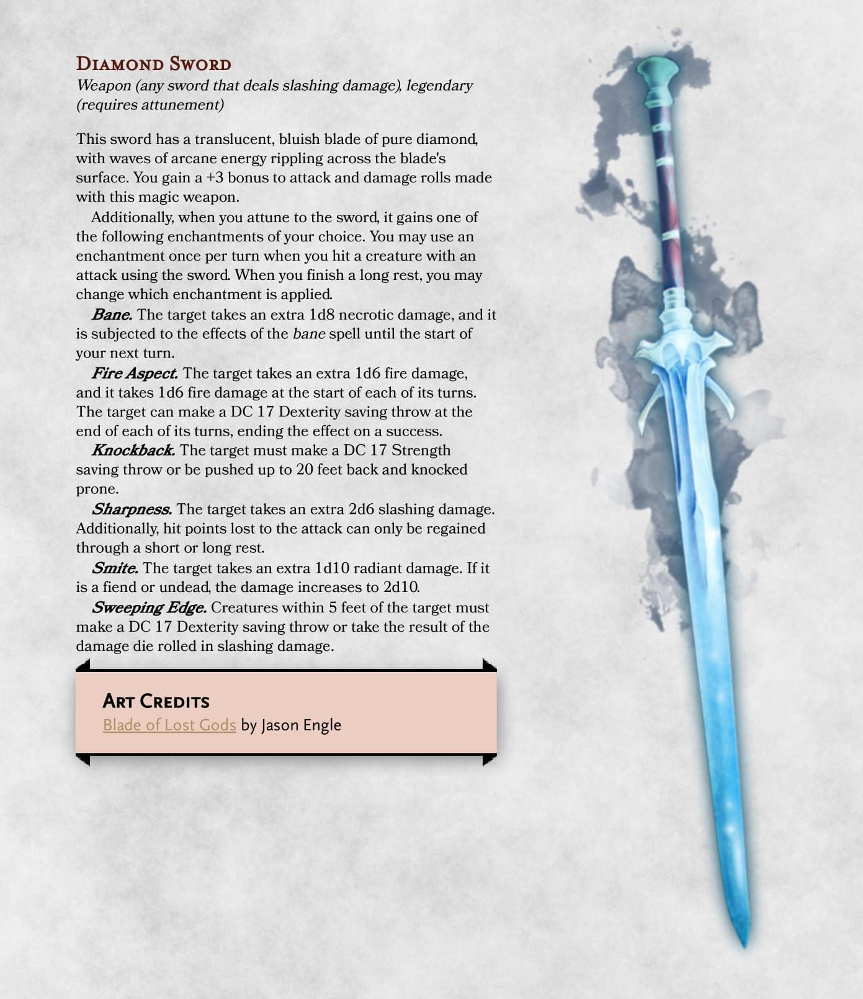 Diamond Sword
Weapon (any sword that deals slashing damage), legendary
(requires attunement)
This sword has a translucent, bluish blade of pure diamond,
with waves of arcane energy rippling across the blade's
surface. You gain a +3 bonus to attack and damage rolls made
with this magic weapon.
Additionally, when you attune to the sword, it gains one of
the following enchantments of your choice. You may use an
enchantment once per turn when you hit a creature with an
attack using the sword. When you finish a long rest, you may
change which enchantment is applied.
Bane. The target takes an extra 1d8 necrotic damage, and it
is subjected to the effects of the bane spell until the start of
your next turn.
Fire Aspect. The target takes an extra 1d6 fire damage,
and it takes 1d6 fire damage at the start of each of its turns.
The target can make a DC 17 Dexterity saving throw at the
end of each of its turns, ending the effect on a success.
Knockback. The target must make a DC 17 Strength
saving throw or be pushed up to 20 feet back and knocked
prone.
Sharpness. The target takes an extra 2d6 slashing damage.
Additionally, hit points lost to the attack can only be regained
through a short or long rest.
Smite. The target takes an extra 1d10 radiant damage. If it
is a fiend or undead, the damage increases to 2d10.
Sweeping Edge. Creatures within 5 feet of the target must
make a DC 17 Dexterity saving throw or take the result of the
damage die rolled in slashing damage.
Art Credits
Blade of Lost Gods by Jason Engle